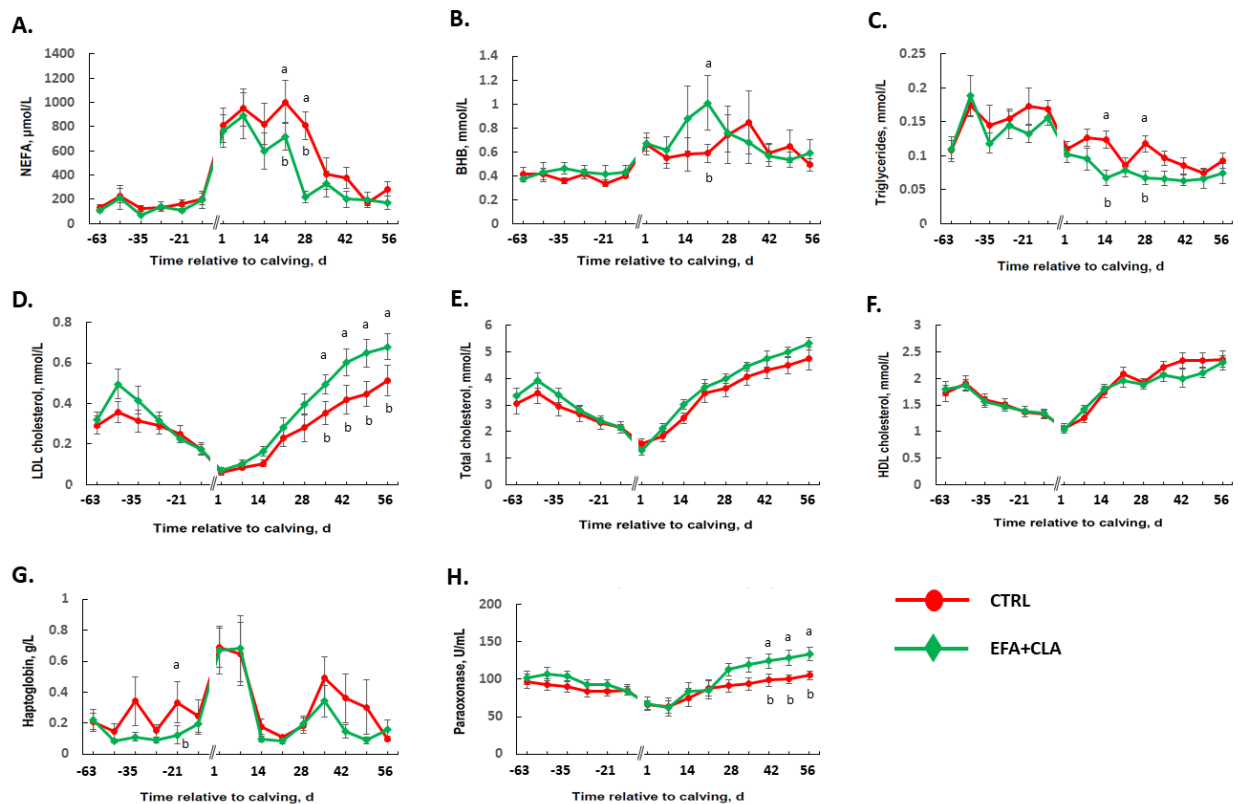 A.
B.
C.
1400
1200
1000
800
600
400
200
0
NEFA, µmol/L
a
a
b
b
-63 -35 -21 1 14 28 42 56
Time relative to calving, d
1.4
1.2
1
0.8
0.6
0.4
0.2
0
BHB, mmol/L
a
b
-63 -35 -21 1 14 28 42 56
Time relative to calving, d
0.25
0.2
0.15
0.1
0.05
0
Triglycerides, mmol/L
a
a
b
b
-63 -35 -21 1 14 28 42 56
Time relative to calving, d
D.
E.
F.
0.8
0.6
0.4
0.2
0
LDL cholesterol, mmol/L
a a a a
b b b b
-63 -35 -21 1 14 28 42 56
Time relative to calving, d
6
5
4
3
2
1
0
Total cholesterol, mmol/L
-63 -35 -21 1 14 28 42 56
Time relative to calving, d
3
2.5
2
1.5
1
0.5
0
HDL cholesterol, mmol/L
-63 -35 -21 1 14 28 42 56
Time relative to calving, d
G.
H.
1
0.8
0.6
0.4
0.2
0
Haptoglobin, g/L
a
b
-63 -35 -21 1 14 28 42 56
Time relative to calving, d
200
150
100
50
0
Paraoxonase, U/mL
a a a
b b b
-63 -35 -21 1 14 28 42 56
Time relative to calving, d
CTRL
EFA+CLA